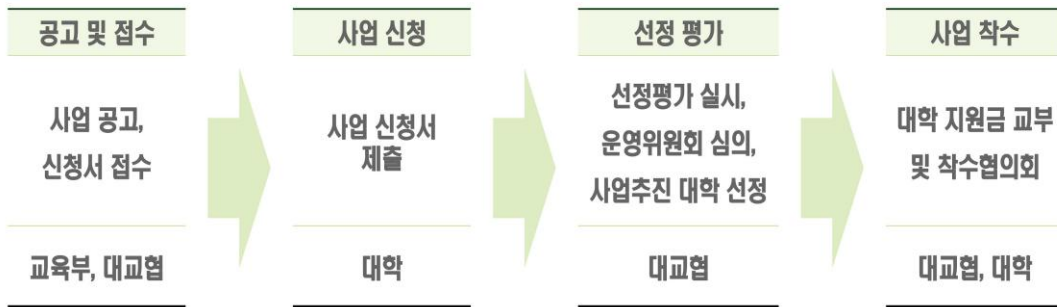 공고 및 접수
사업 공고,
신청서 접수
교육부, 대교협
사업 신청
사업 신청서
제출
대학
선정 평가
선정평가 실시,
운영위원회 심의,
사업추진 대학 선정
대교협
사업 착수
대학 지원금 교부
및 착수협의회
대교협, 대학